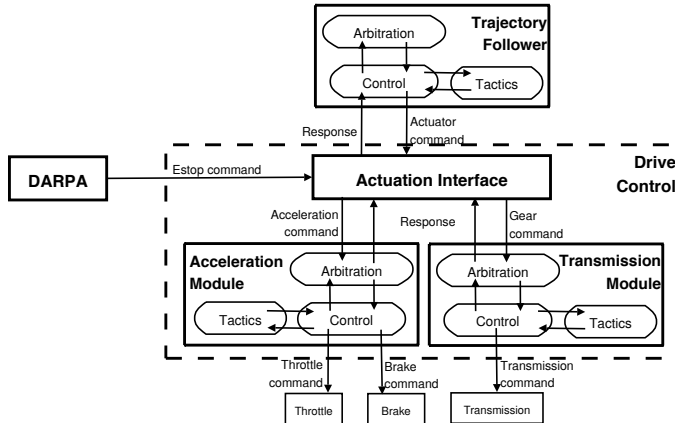 Trajectory
Follower
Arbitration
Control
Tactics
Response
Actuator
command
Drive
Control
DARPA
Estop command
Actuation Interface
Acceleration
command
Response
Gear
command
Acceleration
Module
Arbitration
Tactics
Control
Transmission
Module
Arbitration
Control
Tactics
Throttle
command
Brake
command
Transmission
command
Throttle
Brake
Transmission